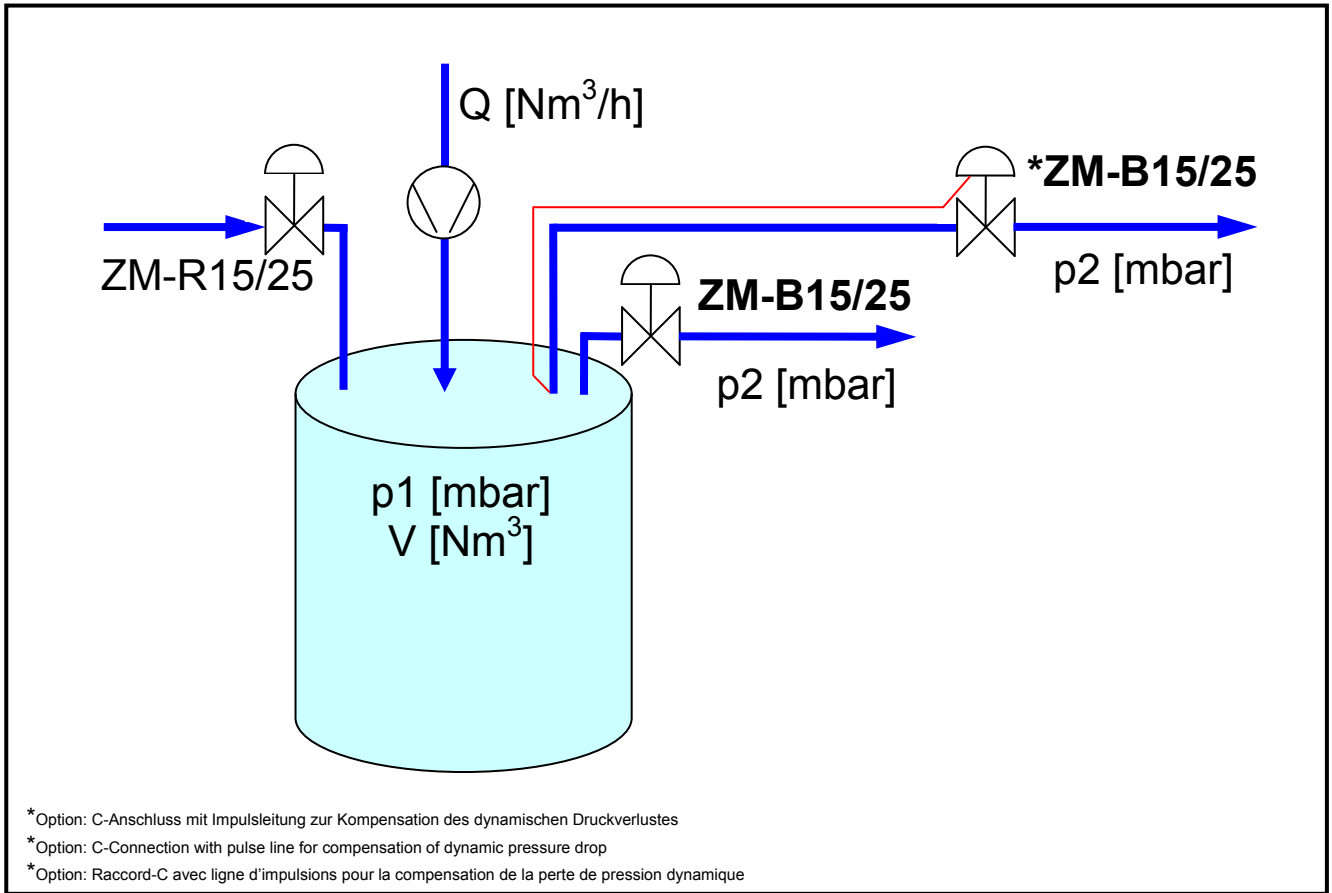 Q [Nm³/h]
*ZM-B15/25
ZM-R15/25
p2 [mbar]
ZM-B15/25
p2 [mbar]
p1 [mbar]
V [Nm³]
*Option: C-Anschluss mit Impulsleitung zur Kompensation des dynamischen Druckverlustes
*Option: C-Connection with pulse line for compensation of dynamic pressure drop
*Option: Raccord-C avec ligne d'impulsions pour la compensation de la perte de pression dynamique